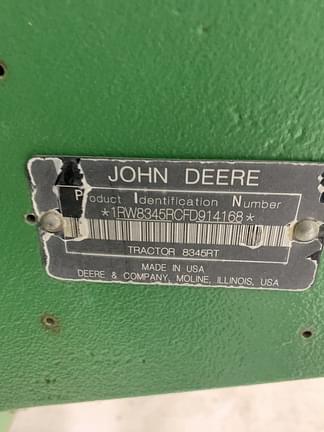 JOHN DEERE
Product Identification Number
*1RW8345RCFD914168*
TRACTOR 8345RT
MADE IN USA
DEERE & COMPANY, MOLINE, ILLINOIS, USA